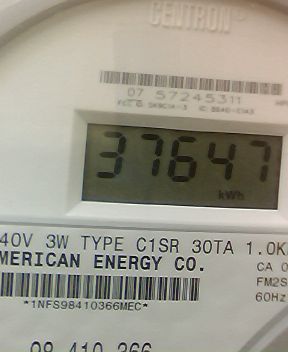 CENTRON
07 57245311
37647
kWh
40V 3W TYPE C1SR 30TA 1.0K
MERICAN ENERGY CO.
CA 0
FM2S
60Hz
*1NFS98410366MEC*
98 410 366